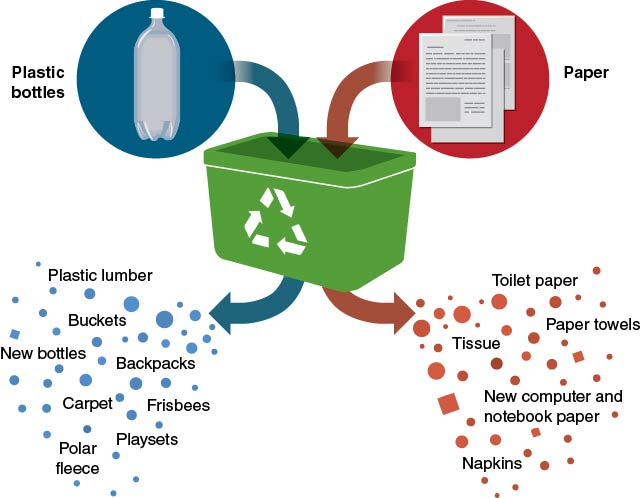 Plastic
bottles
Paper
Plastic lumber
Buckets
New bottles
Backpacks
Carpet
Frisbees
Polar
fleece
Playsets
Toilet paper
Paper towels
Tissue
New computer and
notebook paper
Napkins